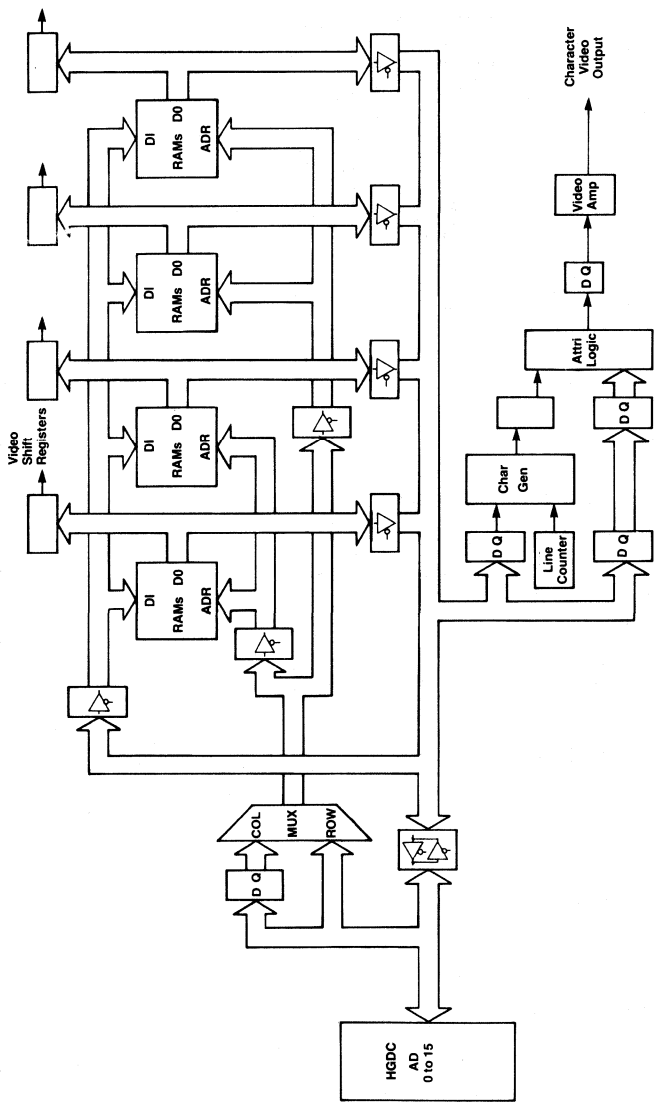 Video
Shift
Registers
DI
RAMs D0
ADR
DI
RAMs D0
ADR
DI
RAMs D0
ADR
DI
RAMs D0
ADR
COL
MUX
ROW
D Q
HGDC
AD
0 to 15
D Q
Line
Counter
Char
Gen
D Q
D Q
Attri
Logic
D Q
Video
Amp
Character
Video
Output